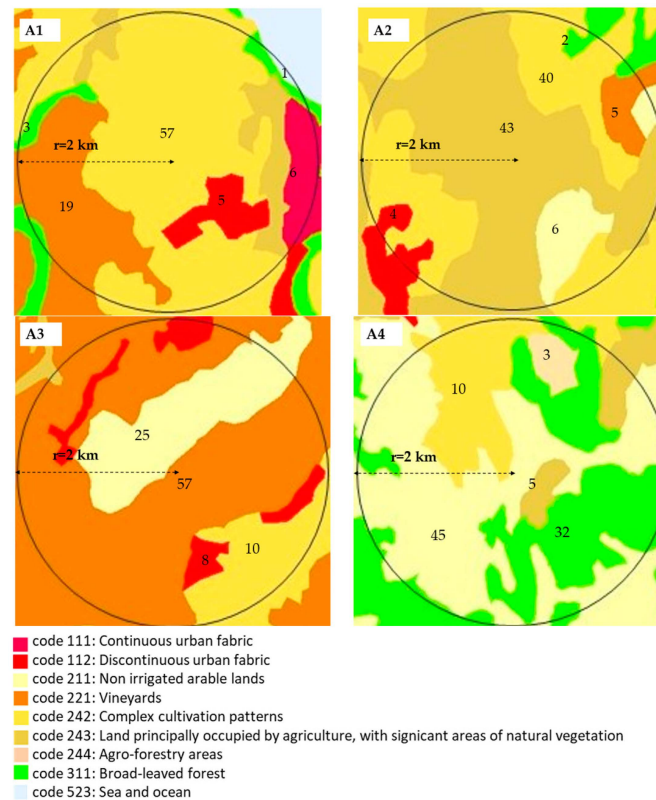 A1
1
3
57
r=2 km
6
19
5
A2
2
40
5
43
r=2 km
4
6
A3
25
r=2 km
57
8
10
A4
3
10
r=2 km
5
45
32
code 111: Continuous urban fabric
code 112: Discontinuous urban fabric
code 211: Non irrigated arable lands
code 221: Vineyards
code 242: Complex cultivation patterns
code 243: Land principally occupied by agriculture, with signicant areas of natural vegetation
code 244: Agro-forestry areas
code 311: Broad-leaved forest
code 523: Sea and ocean